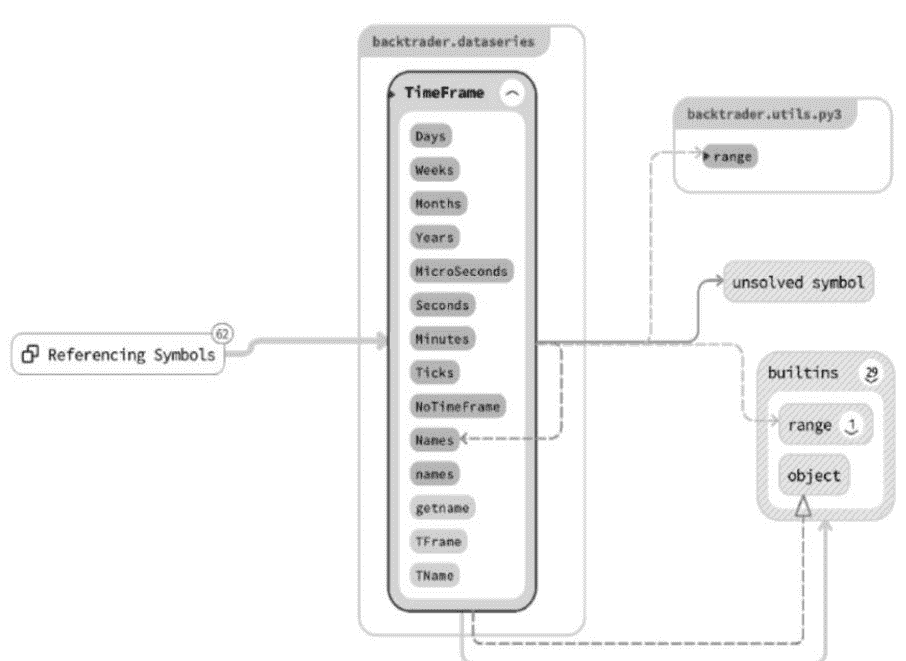 backtrader.dataseries
TimeFrame
Days
Weeks
Months
Years
MicroSeconds
Seconds
Minutes
Ticks
NoTimeFrame
Names
names
getname
TFrame
TName
62
Referencing Symbols
backtrader.utils.py3
range
unsolved symbol
builtins 29
range 1
object